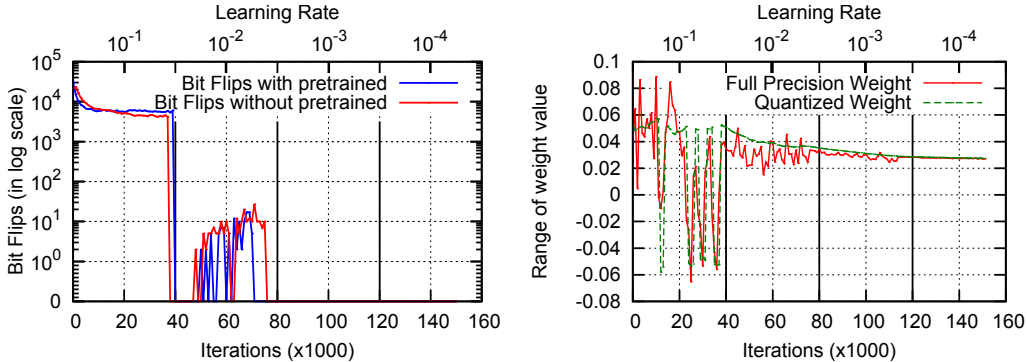 Learning Rate
10^-1 10^-2 10^-3 10^-4
10^5
10^4
10^3
10^2
10^1
10^0
0
Bit Flips (in log scale)
Bit Flips with pretrained
Bit Flips without pretrained
0 20 40 60 80 100 120 140 160
Iterations (x1000)
Learning Rate
10^-1 10^-2 10^-3 10^-4
0.1
0.08
0.06
0.04
0.02
0
-0.02
-0.04
-0.06
-0.08
Range of weight value
Full Precision Weight
Quantized Weight
0 20 40 60 80 100 120 140 160
Iterations (x1000)